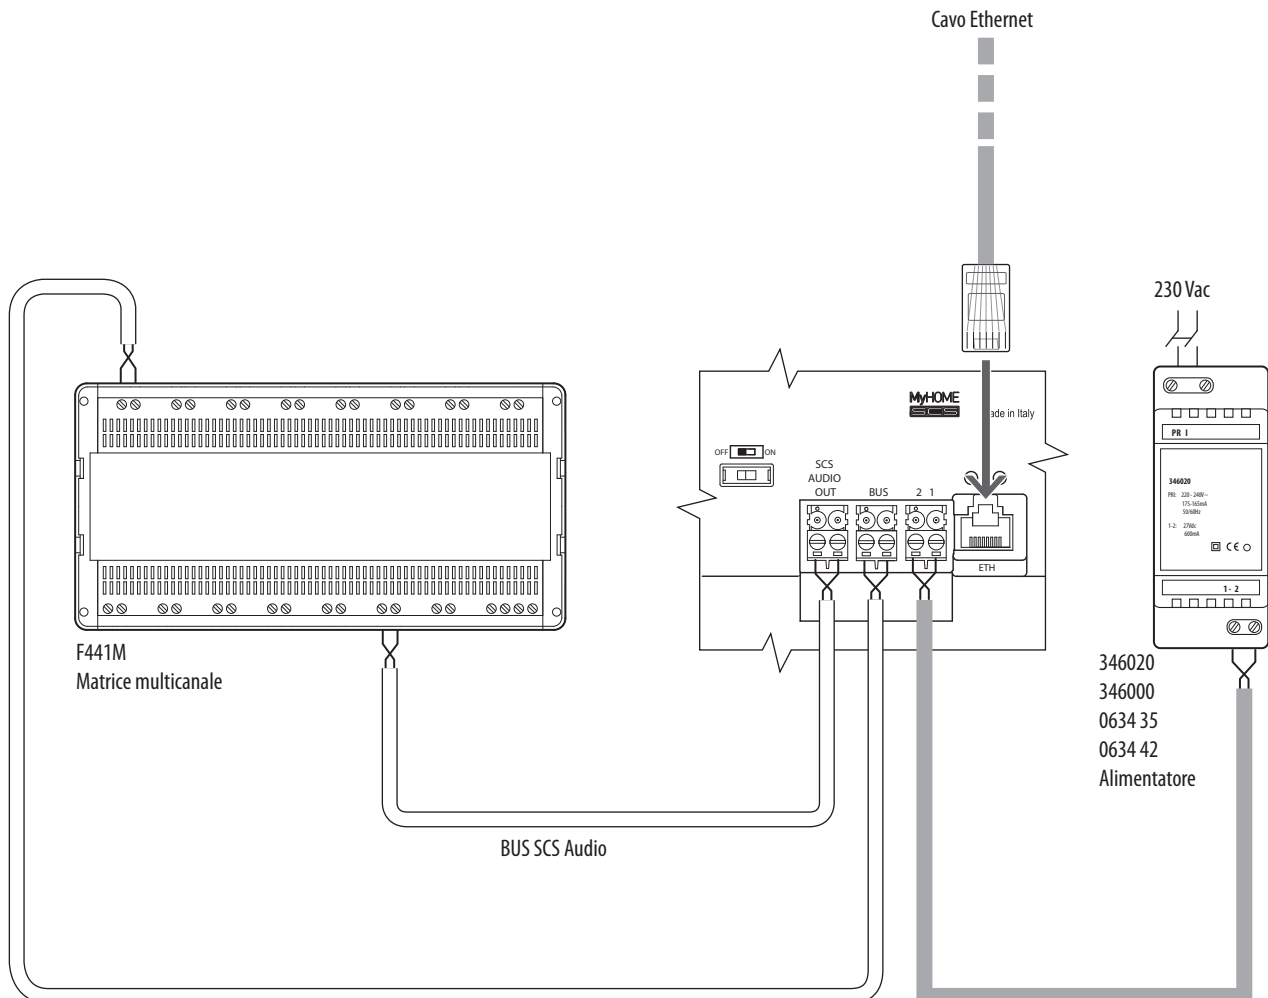 Cavo Ethernet
230 Vac
MyHOME
SCS
ade in Italy
OFF ON
SCS
AUDIO
OUT
BUS
2 1
ETH
PR I
346020
PRI: 220 - 240V~
175-165mA
50/60Hz
1-2: 27Vdc
600mA
CE
1 - 2
F441M
Matrice multicanale
346020
346000
0634 35
0634 42
Alimentatore
BUS SCS Audio